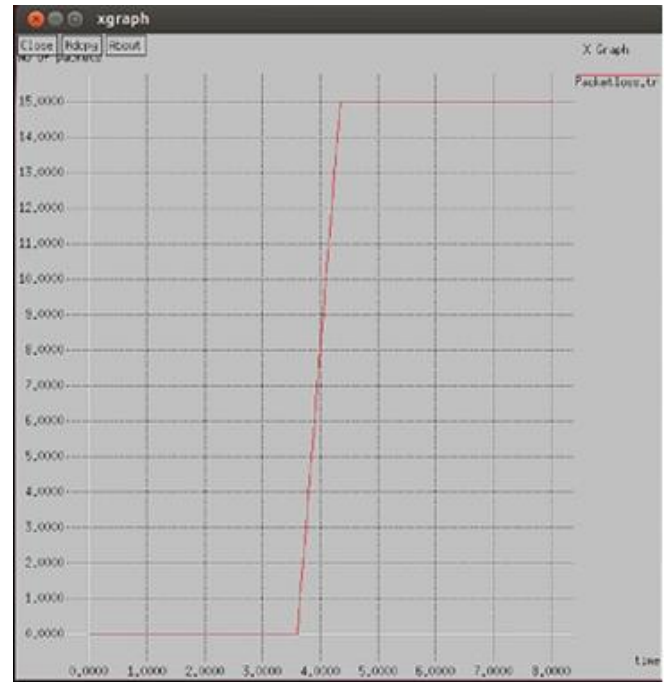 xgraph
Close Hdcpy About
X Graph
No of packets
Packetloss.tr
15.0000
14.0000
13.0000
12.0000
11.0000
10.0000
9.0000
8.0000
7.0000
6.0000
5.0000
4.0000
3.0000
2.0000
1.0000
0.0000
time
0.0000 1.0000 2.0000 3.0000 4.0000 5.0000 6.0000 7.0000 8.0000